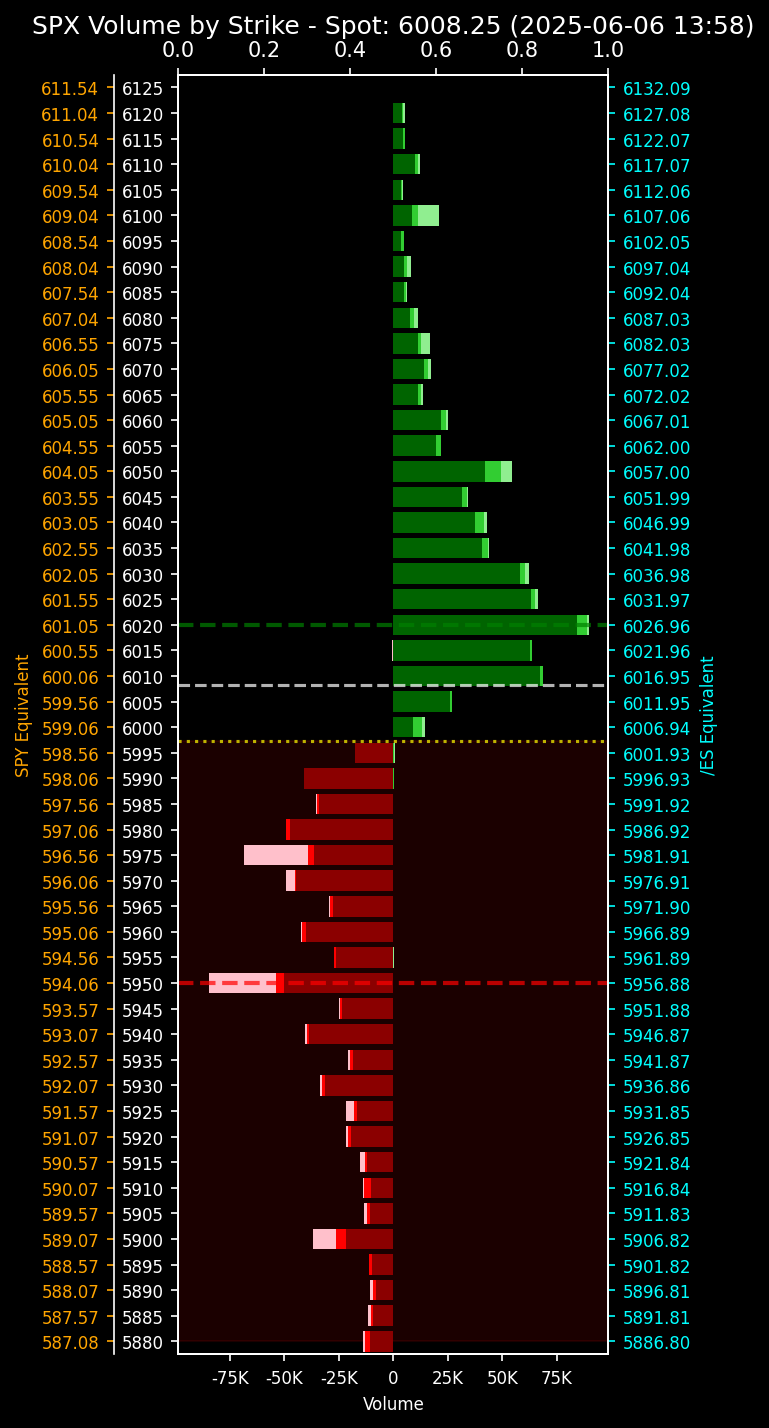 SPX Volume by Strike - Spot: 6008.25 (2025-06-06 13:58)
0.0 0.2 0.4 0.6 0.8 1.0
611.54 6125 6132.09
611.04 6120 6127.08
610.54 6115 6122.07
610.04 6110 6117.07
609.54 6105 6112.06
609.04 6100 6107.06
608.54 6095 6102.05
608.04 6090 6097.04
607.54 6085 6092.04
607.04 6080 6087.03
606.55 6075 6082.03
606.05 6070 6077.02
605.55 6065 6072.02
605.05 6060 6067.01
604.55 6055 6062.00
604.05 6050 6057.00
603.55 6045 6051.99
603.05 6040 6046.99
602.55 6035 6041.98
602.05 6030 6036.98
601.55 6025 6031.97
601.05 6020 6026.96
600.55 6015 6021.96
600.06 6010 6016.95
599.56 6005 6011.95
599.06 6000 6006.94
598.56 5995 6001.93
598.06 5990 5996.93
597.56 5985 5991.92
597.06 5980 5986.92
596.56 5975 5981.91
596.06 5970 5976.91
595.56 5965 5971.90
595.06 5960 5966.89
594.56 5955 5961.89
594.06 5950 5956.88
593.57 5945 5951.88
593.07 5940 5946.87
592.57 5935 5941.87
592.07 5930 5936.86
591.57 5925 5931.85
591.07 5920 5926.85
590.57 5915 5921.84
590.07 5910 5916.84
589.57 5905 5911.83
589.07 5900 5906.82
588.57 5895 5901.82
588.07 5890 5896.81
587.57 5885 5891.81
587.08 5880 5886.80
SPY Equivalent
/ES Equivalent
-75K -50K -25K 0 25K 50K 75K
Volume